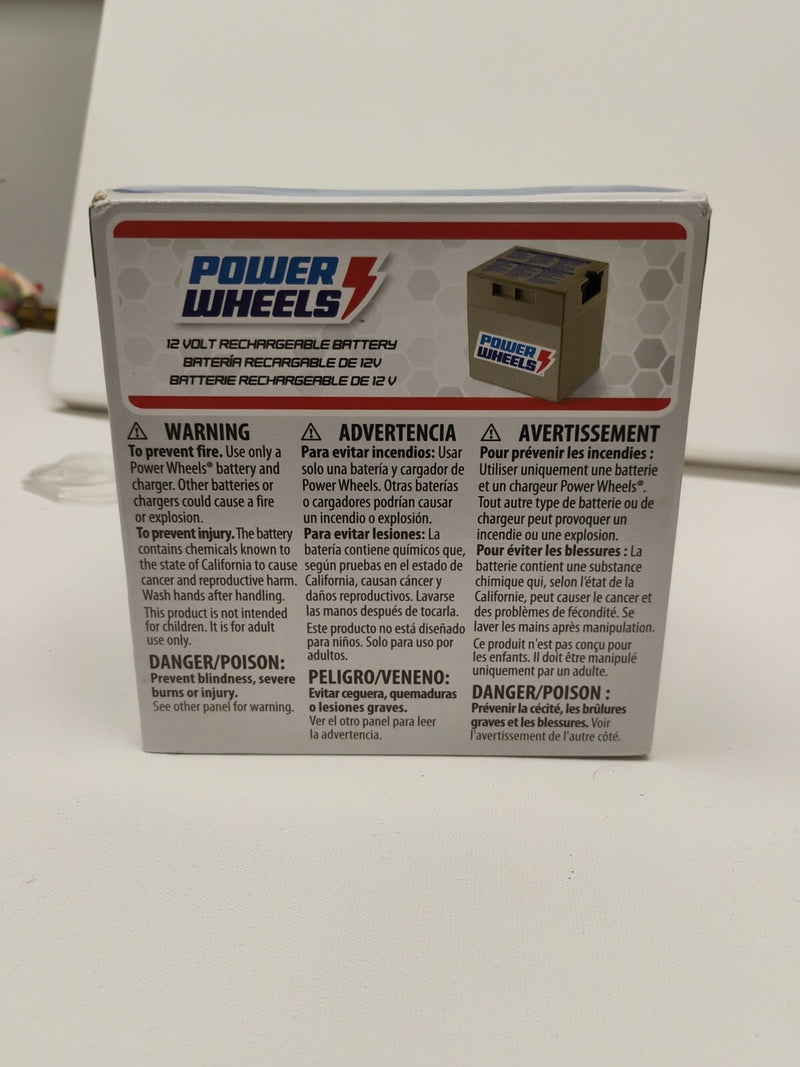 POWER
WHEELS™
12 VOLT RECHARGEABLE BATTERY
BATERÍA RECARGABLE DE 12V
BATTERIE RECHARGEABLE DE 12 V
POWER
WHEELS
⚠ WARNING
To prevent fire. Use only a
Power Wheels® battery and
charger. Other batteries or
chargers could cause a fire
or explosion.
To prevent injury. The battery
contains chemicals known to
the state of California to cause
cancer and reproductive harm.
Wash hands after handling.
This product is not intended
for children. It is for adult
use only.
DANGER/POISON:
Prevent blindness, severe
burns or injury.
See other panel for warning.
⚠ ADVERTENCIA
Para evitar incendios: Usar
solo una batería y cargador de
Power Wheels. Otras baterías
o cargadores podrían causar
un incendio o explosión.
Para evitar lesiones: La
batería contiene químicos que,
según pruebas en el estado de
California, causan cáncer y
daños reproductivos. Lavarse
las manos después de tocarla.
Este producto no está diseñado
para niños. Solo para uso por
adultos.
PELIGRO/VENENO:
Evitar ceguera, quemaduras
o lesiones graves.
Ver el otro panel para leer
la advertencia.
⚠ AVERTISSEMENT
Pour prévenir les incendies :
Utiliser uniquement une batterie
et un chargeur Power Wheels®.
Tout autre type de batterie ou de
chargeur peut provoquer un
incendie ou une explosion.
Pour éviter les blessures : La
batterie contient une substance
chimique qui, selon l'état de la
Californie, peut causer le cancer et
des problèmes de fécondité. Se
laver les mains après manipulation.
Ce produit n'est pas conçu pour
les enfants. Il doit être manipulé
uniquement par un adulte.
DANGER/POISON :
Prévenir la cécité, les brûlures
graves et les blessures. Voir
l'avertissement de l'autre côté.